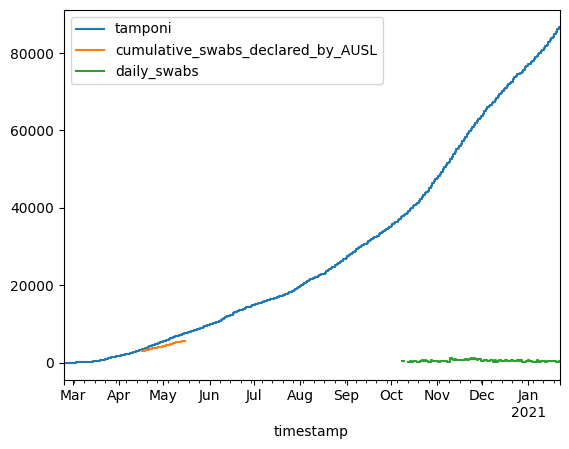 tamponi
cumulative_swabs_declared_by_AUSL
daily_swabs
80000
60000
40000
20000
0
Mar Apr May Jun Jul Aug Sep Oct Nov Dec Jan
2021
timestamp